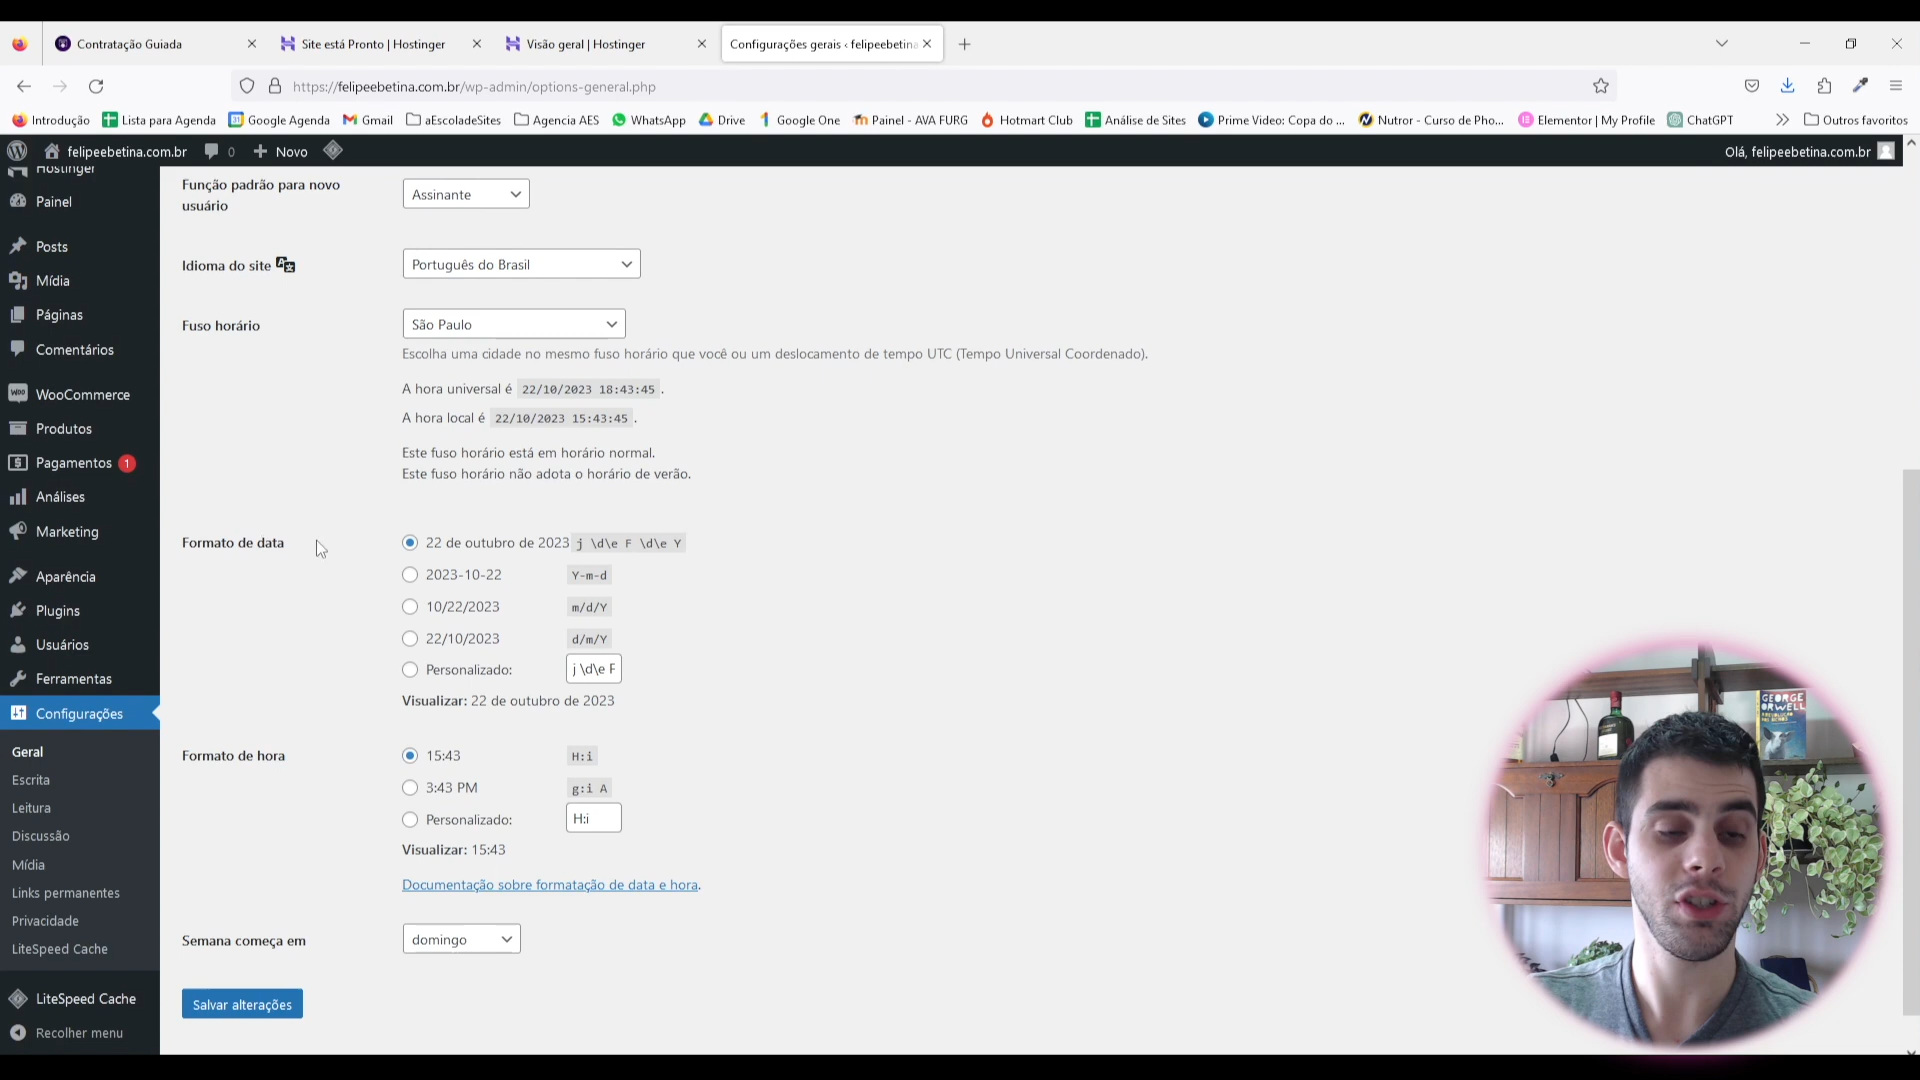 Contratação Guiada
Site está Pronto | Hostinger
Visão geral | Hostinger
Configurações gerais ‹ felipeebetina
https://felipeebetina.com.br/wp-admin/options-general.php
Introdução
Lista para Agenda
Google Agenda
Gmail
aEscoladeSites
Agencia AES
WhatsApp
Drive
Google One
Painel - AVA FURG
Hotmart Club
Análise de Sites
Prime Video: Copa do ...
Nutror - Curso de Pho...
Elementor | My Profile
ChatGPT
Outros favoritos
felipeebetina.com.br
0
Novo
Olá, felipeebetina.com.br
Hostinger
Painel
Posts
Mídia
Páginas
Comentários
WooCommerce
Produtos
Pagamentos 1
Análises
Marketing
Aparência
Plugins
Usuários
Ferramentas
Configurações
Geral
Escrita
Leitura
Discussão
Mídia
Links permanentes
Privacidade
LiteSpeed Cache
LiteSpeed Cache
Recolher menu
Função padrão para novo
usuário
Assinante
Idioma do site
Português do Brasil
Fuso horário
São Paulo
Escolha uma cidade no mesmo fuso horário que você ou um deslocamento de tempo UTC (Tempo Universal Coordenado).
A hora universal é 22/10/2023 18:43:45 .
A hora local é 22/10/2023 15:43:45 .
Este fuso horário está em horário normal.
Este fuso horário não adota o horário de verão.
Formato de data
22 de outubro de 2023 j \d\e F \d\e Y
2023-10-22 Y-m-d
10/22/2023 m/d/Y
22/10/2023 d/m/Y
Personalizado: j \d\e F
Visualizar: 22 de outubro de 2023
Formato de hora
15:43 H:i
3:43 PM g:i A
Personalizado: H:i
Visualizar: 15:43
Documentação sobre formatação de data e hora.
Semana começa em
domingo
Salvar alterações
GEORGE
ORWELL